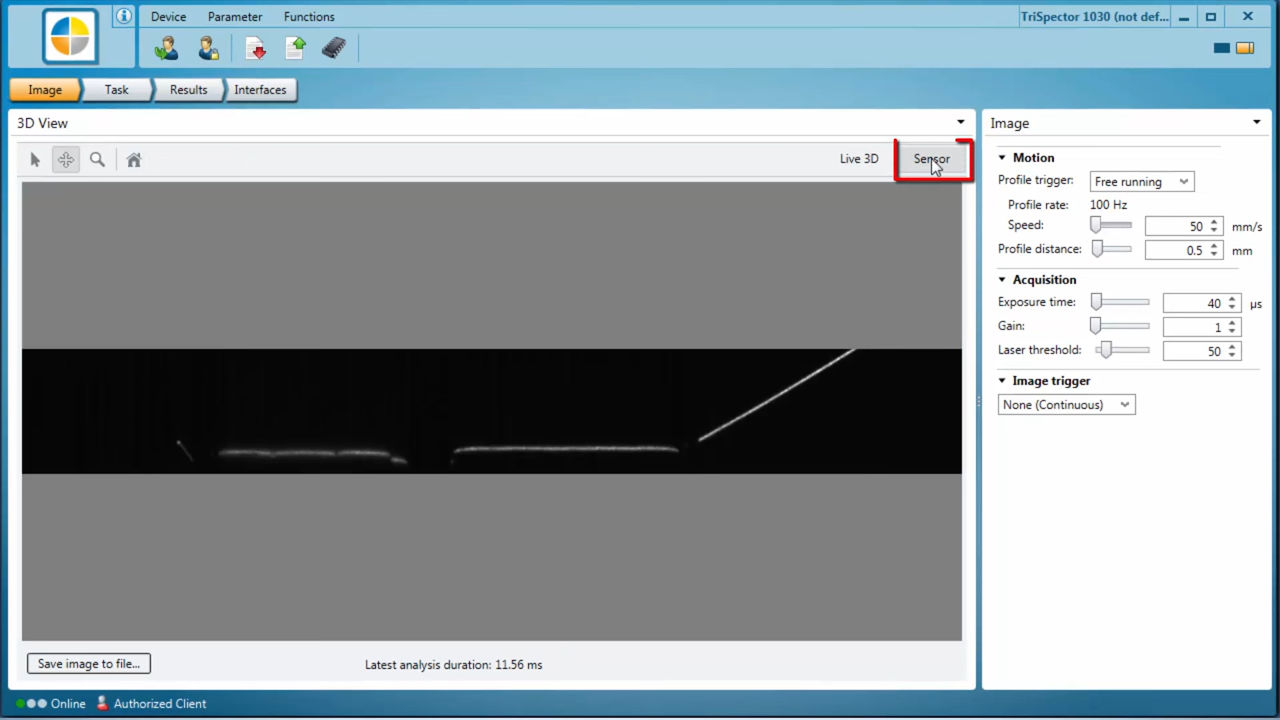 Device Parameter Functions
TriSpector 1030 (not def...
Image Task Results Interfaces
3D View
Live 3D Sensor
Save image to file...
Latest analysis duration: 11.56 ms
Image
Motion
Profile trigger: Free running
Profile rate: 100 Hz
Speed: 50 mm/s
Profile distance: 0.5 mm
Acquisition
Exposure time: 40 µs
Gain: 1
Laser threshold: 50
Image trigger
None (Continuous)
Online Authorized Client